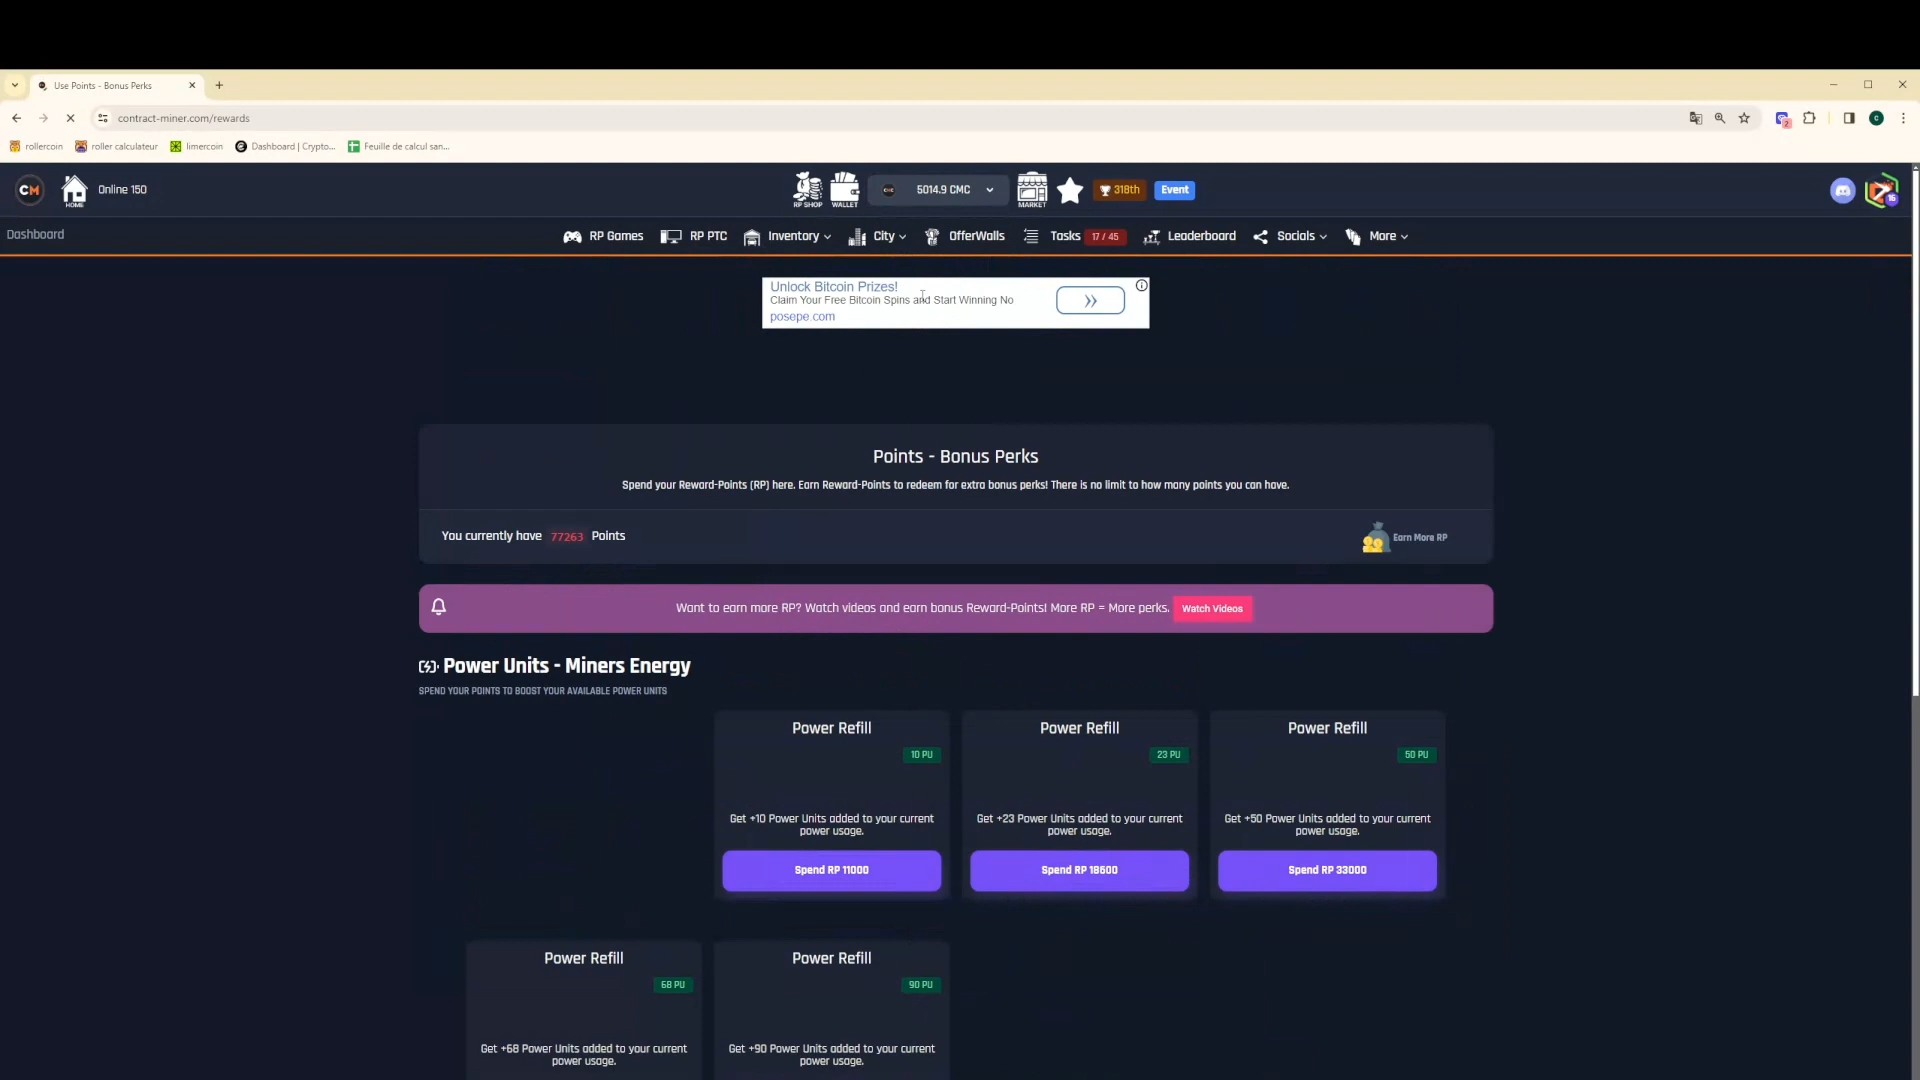 Use Points - Bonus Perks
contract-miner.com/rewards
2
C
rollercoin
roller calculateur
limercoin
Dashboard | Crypto...
Feuille de calcul san...
CM
HOME
Online 150
RP SHOP
WALLET
CMC
5014.9 CMC
MARKET
318th
Event
Dashboard
RP Games
RP PTC
Inventory
City
OfferWalls
Tasks 17 / 45
Leaderboard
Socials
More
Unlock Bitcoin Prizes!
Claim Your Free Bitcoin Spins and Start Winning No
posepe.com
Points - Bonus Perks
Spend your Reward-Points (RP) here. Earn Reward-Points to redeem for extra bonus perks! There is no limit to how many points you can have.
You currently have 77263 Points
Earn More RP
Want to earn more RP? Watch videos and earn bonus Reward-Points! More RP = More perks. Watch Videos
Power Units - Miners Energy
SPEND YOUR POINTS TO BOOST YOUR AVAILABLE POWER UNITS
Power Refill
10 PU
Get +10 Power Units added to your current
power usage.
Spend RP 11000
Power Refill
23 PU
Get +23 Power Units added to your current
power usage.
Spend RP 18600
Power Refill
50 PU
Get +50 Power Units added to your current
power usage.
Spend RP 33000
Power Refill
68 PU
Get +68 Power Units added to your current
power usage.
Power Refill
90 PU
Get +90 Power Units added to your current
power usage.